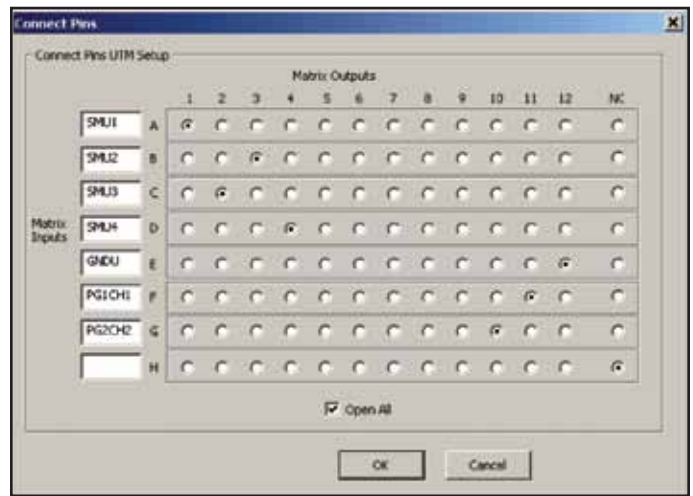 Connect Pins
Connect Pins UTM Setup
Matrix Outputs
1 2 3 4 5 6 7 8 9 10 11 12 NC
SMU1 A
SMU2 B
SMU3 C
Matrix Inputs
SMU4 D
GNDU E
PG1CH1 F
PG2CH2 G
H
Open All
OK Cancel